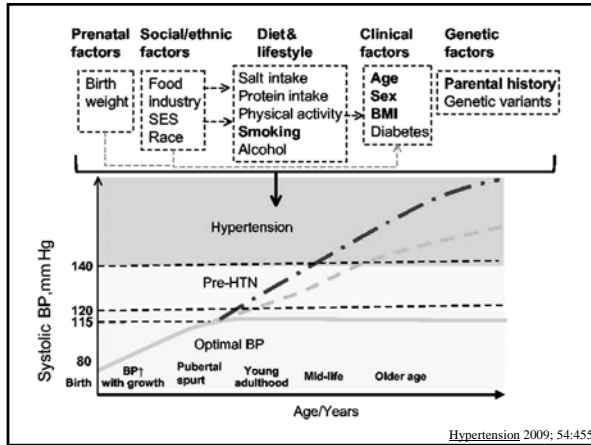 Prenatal factors
Birth weight
Social/ethnic factors
Food industry
SES
Race
Diet& lifestyle
Salt intake
Protein intake
Physical activity
Smoking
Alcohol
Clinical factors
Age
Sex
BMI
Diabetes
Genetic factors
Parental history
Genetic variants
Systolic BP,mm Hg
Hypertension
140
Pre-HTN
120
115
Optimal BP
80
Birth
BP↑ with growth
Pubertal spurt
Young adulthood
Mid-life
Older age
Age/Years
Hypertension 2009; 54:455